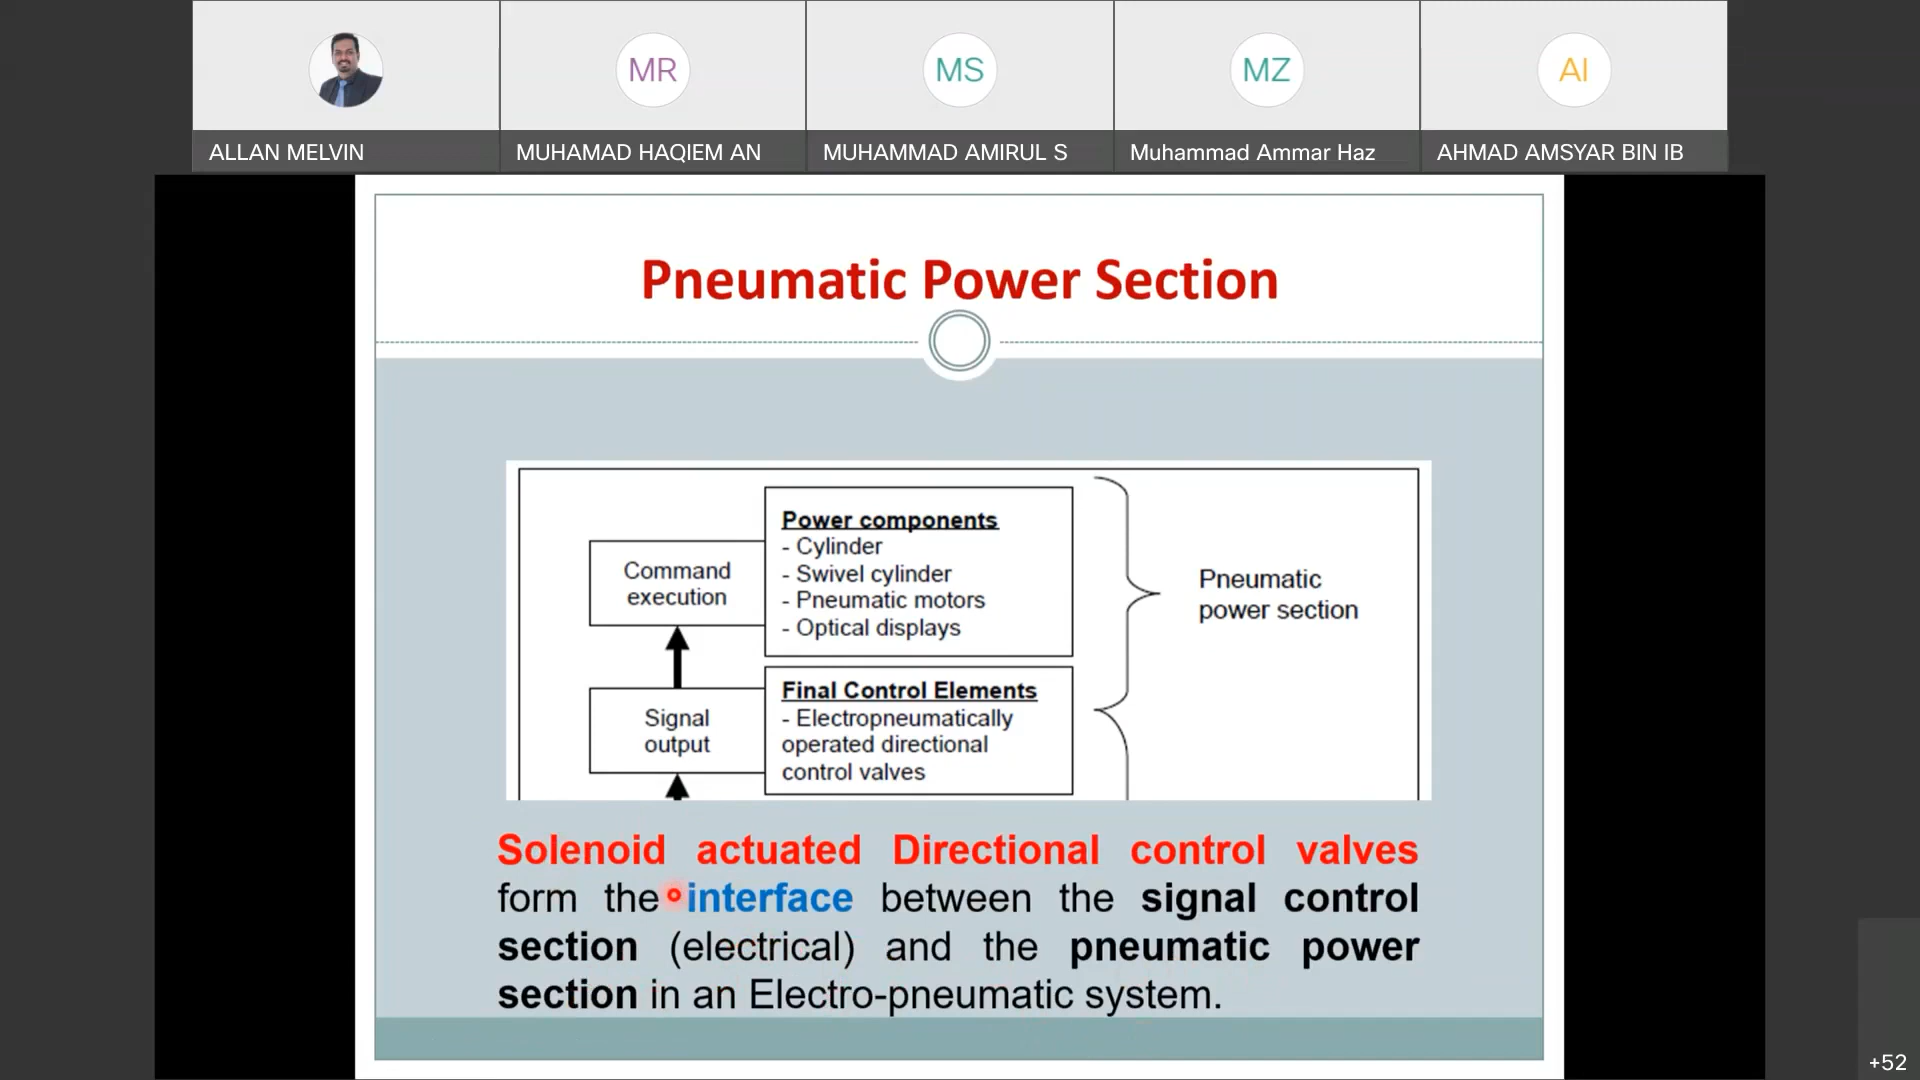 MR
MS
MZ
AI
ALLAN MELVIN
MUHAMAD HAQIEM AN
MUHAMMAD AMIRUL S
Muhammad Ammar Haz
AHMAD AMSYAR BIN IB
Pneumatic Power Section
Command
execution
Power components
- Cylinder
- Swivel cylinder
- Pneumatic motors
- Optical displays
Pneumatic
power section
Signal
output
Final Control Elements
- Electropneumatically
operated directional
control valves
Solenoid actuated Directional control valves
form the interface between the signal control
section (electrical) and the pneumatic power
section in an Electro-pneumatic system.
+52